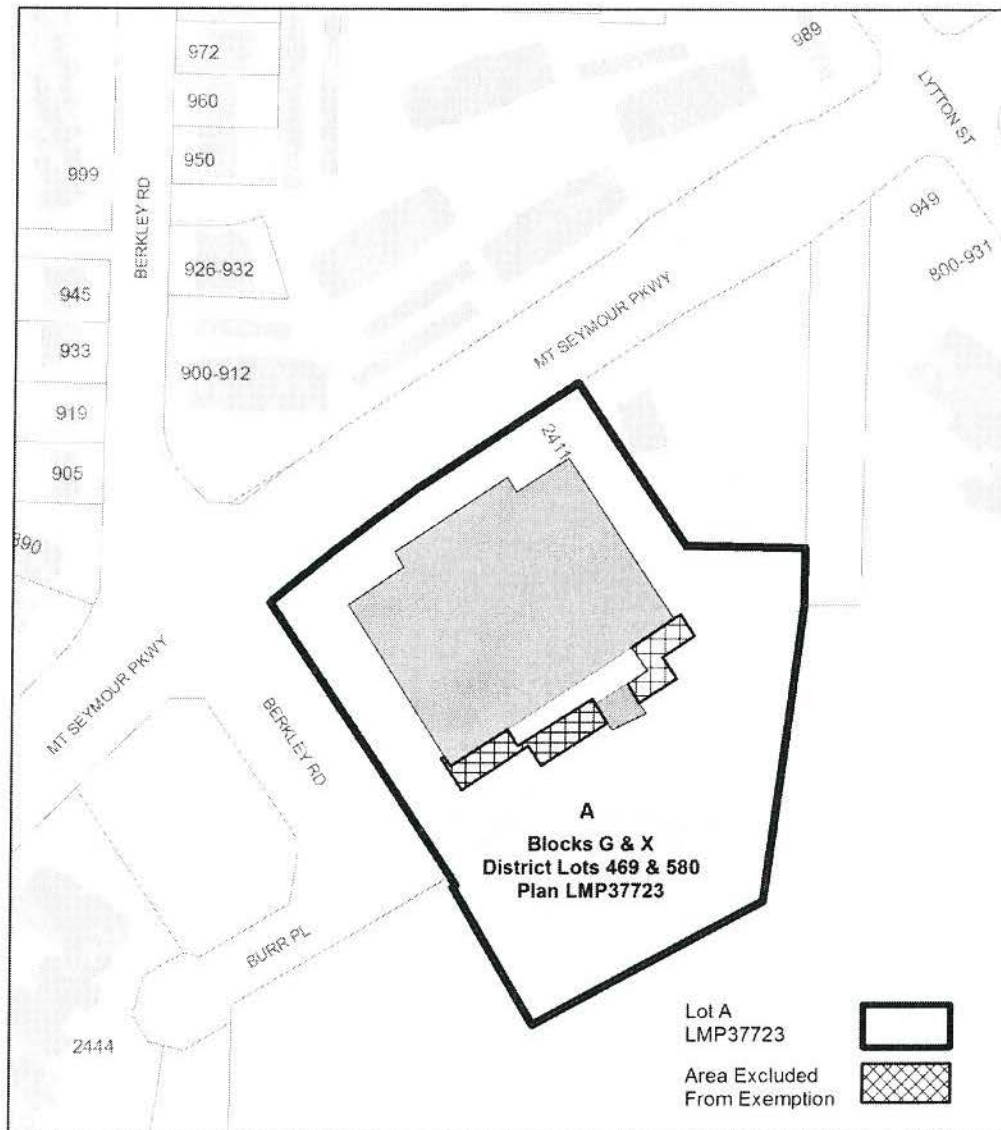 972
989
960
LYTTON ST
950
999
BERKLEY RD
949
926-932
800-931
945
MT SEYMOUR PKWY
933
900-912
919
2411
905
890
MT SEYMOUR PKWY
BERKLEY RD
A
Blocks G & X
District Lots 469 & 580
Plan LMP37723
BURR PL
2444
Lot A
LMP37723
Area Excluded
From Exemption